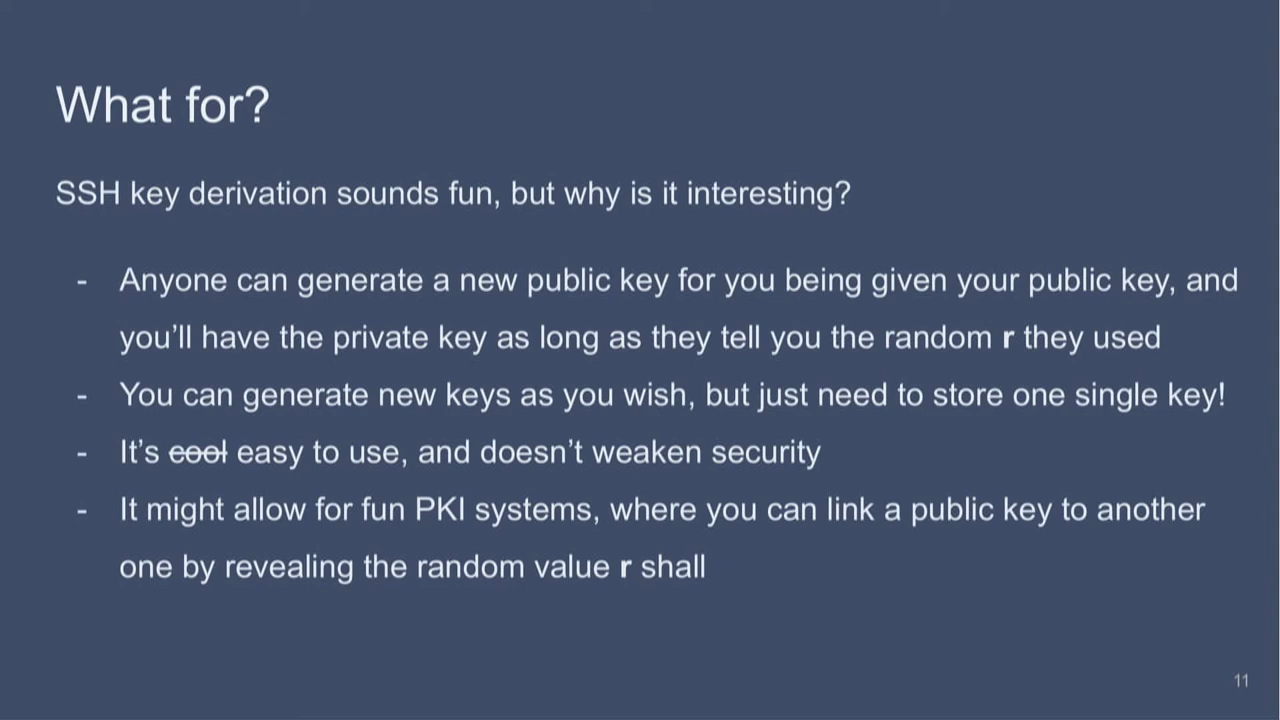 What for?
SSH key derivation sounds fun, but why is it interesting?
- Anyone can generate a new public key for you being given your public key, and
you'll have the private key as long as they tell you the random r they used
- You can generate new keys as you wish, but just need to store one single key!
- It's cool easy to use, and doesn't weaken security
- It might allow for fun PKI systems, where you can link a public key to another
one by revealing the random value r shall
11